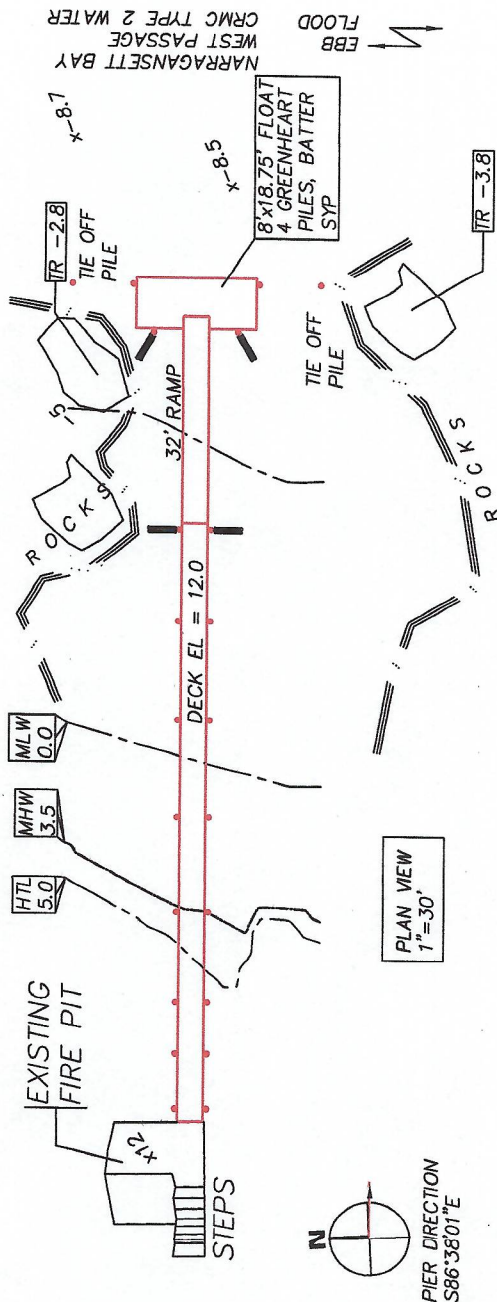 NARRAGANSETT BAY
WEST PASSAGE
CRMC TYPE 2 WATER
EBB
FLOOD
x-8.7
x-8.5
TR -2.8
TIE OFF
PILE
8'x18.75' FLOAT
4 GREENHEART
PILES, BATTER
SYP
TR -3.8
TIE OFF
PILE
32' RAMP
ROCKS
ROCKS
DECK EL = 12.0
MLW
0.0
MHW
3.5
HTL
5.0
EXISTING
FIRE PIT
+12
STEPS
PLAN VIEW
1"=30'
N
PIER DIRECTION
S86°38'01"E